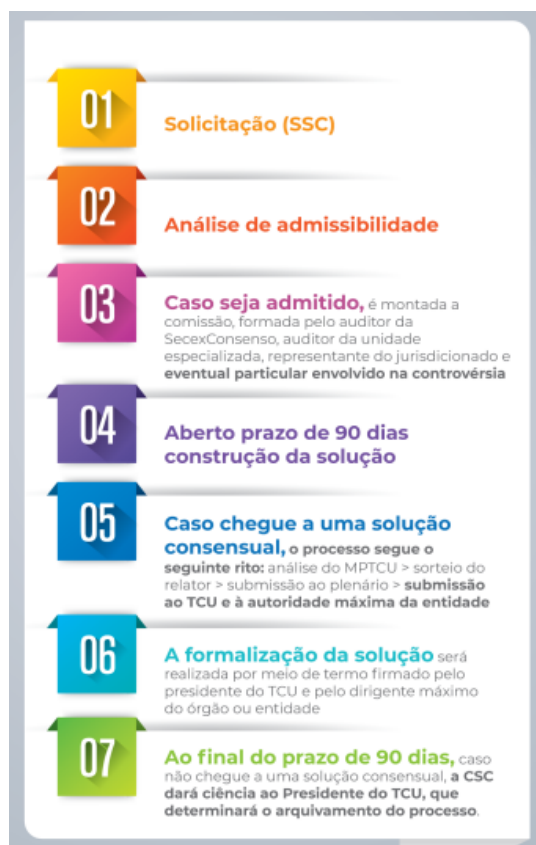 01
Solicitação (SSC)
02
Análise de admissibilidade
03
Caso seja admitido, é montada a
comissão, formada pelo auditor da
SecexConsenso, auditor da unidade
especializada, representante do jurisdicionado e
eventual particular envolvido na controvérsia
04
Aberto prazo de 90 dias
construção da solução
05
Caso chegue a uma solução
consensual, o processo segue o
seguinte rito: análise do MPTCU > sorteio do
relator > submissão ao plenário > submissão
ao TCU e à autoridade máxima da entidade
06
A formalização da solução será
realizada por meio de termo firmado pelo
presidente do TCU e pelo dirigente máximo
do órgão ou entidade
07
Ao final do prazo de 90 dias, caso
não chegue a uma solução consensual, a CSC
dará ciência ao Presidente do TCU, que
determinará o arquivamento do processo.